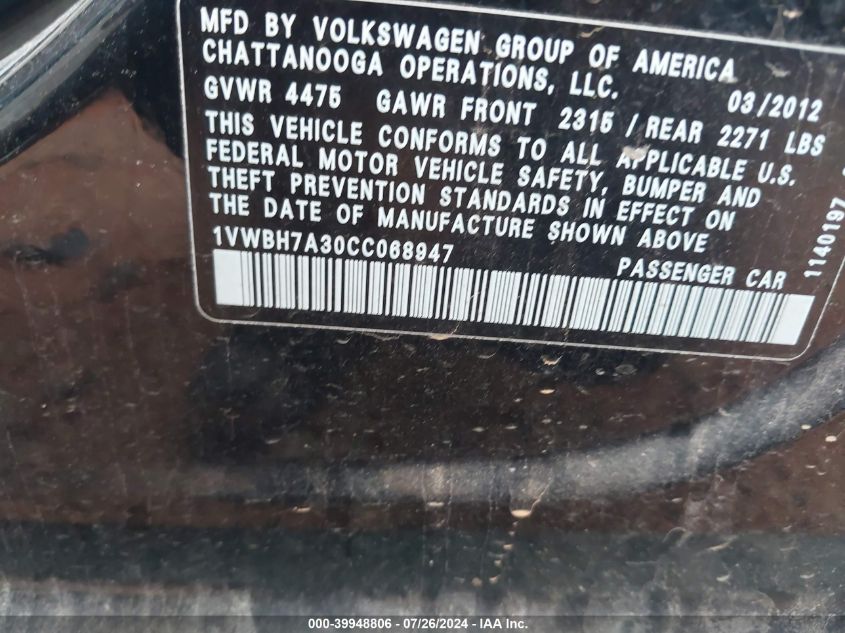 MFD BY VOLKSWAGEN GROUP OF AMERICA
CHATTANOOGA OPERATIONS, LLC.
03/2012
GVWR 4475 GAWR FRONT 2315 / REAR 2271 LBS
THIS VEHICLE CONFORMS TO ALL APPLICABLE U.S.
FEDERAL MOTOR VEHICLE SAFETY, BUMPER AND
THEFT PREVENTION STANDARDS IN EFFECT ON
THE DATE OF MANUFACTURE SHOWN ABOVE
1VWBH7A30CC068947
PASSENGER CAR
1140197
000-39948806 - 07/26/2024 - IAA Inc.